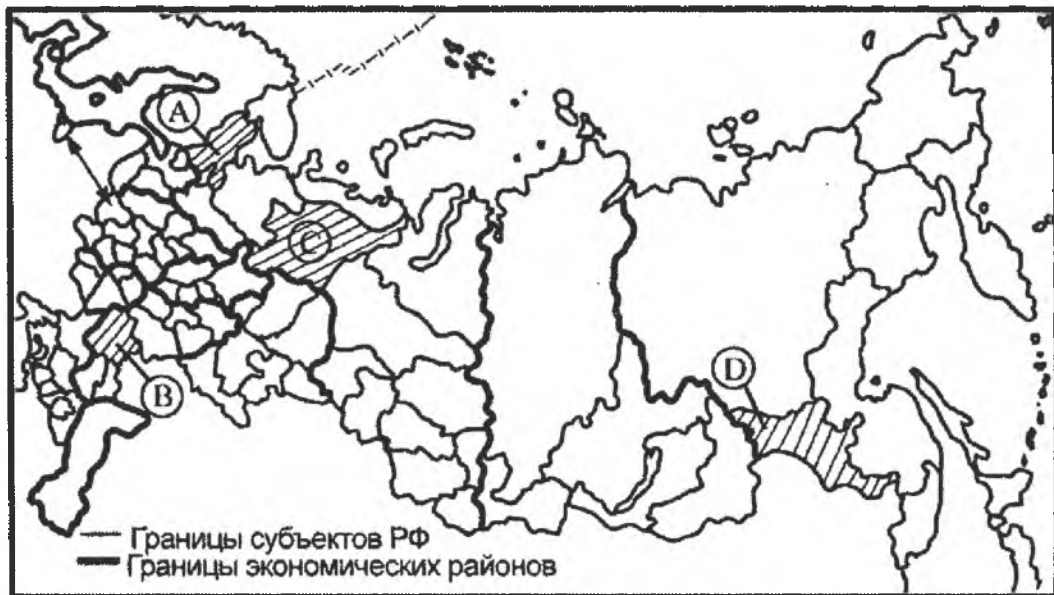 A
C
D
B
Границы субъектов РФ
Границы экономических районов